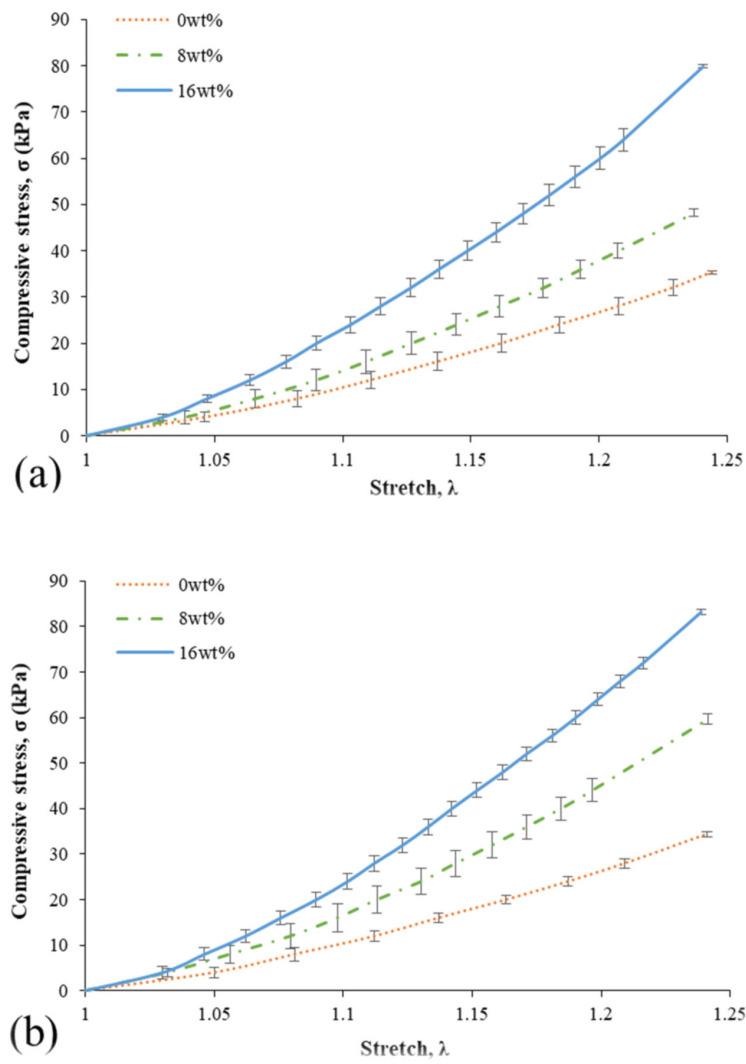 90
80
70
60
50
40
30
20
10
0
Compressive stress, σ (kPa)
0wt%
8wt%
16wt%
1 1.05 1.1 1.15 1.2 1.25
Stretch, λ
(a)
90
80
70
60
50
40
30
20
10
0
Compressive stress, σ (kPa)
0wt%
8wt%
16wt%
1 1.05 1.1 1.15 1.2 1.25
Stretch, λ
(b)